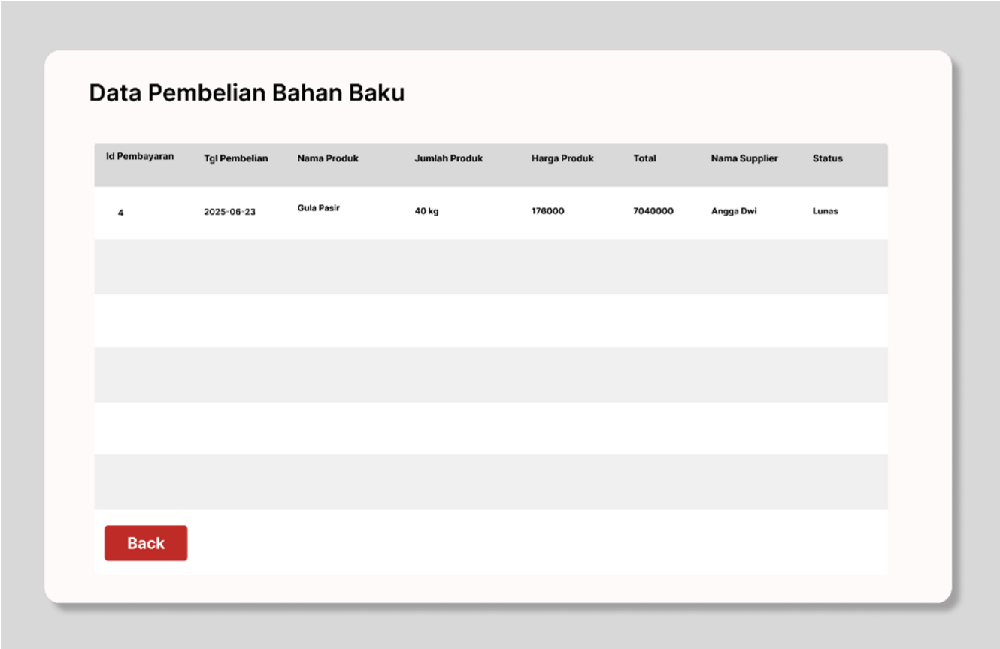 Data Pembelian Bahan Baku
Id Pembayaran Tgl Pembelian Nama Produk Jumlah Produk Harga Produk Total Nama Supplier Status
4 2025-06-23 Gula Pasir 40 kg 176000 7040000 Angga Dwi Lunas
Back